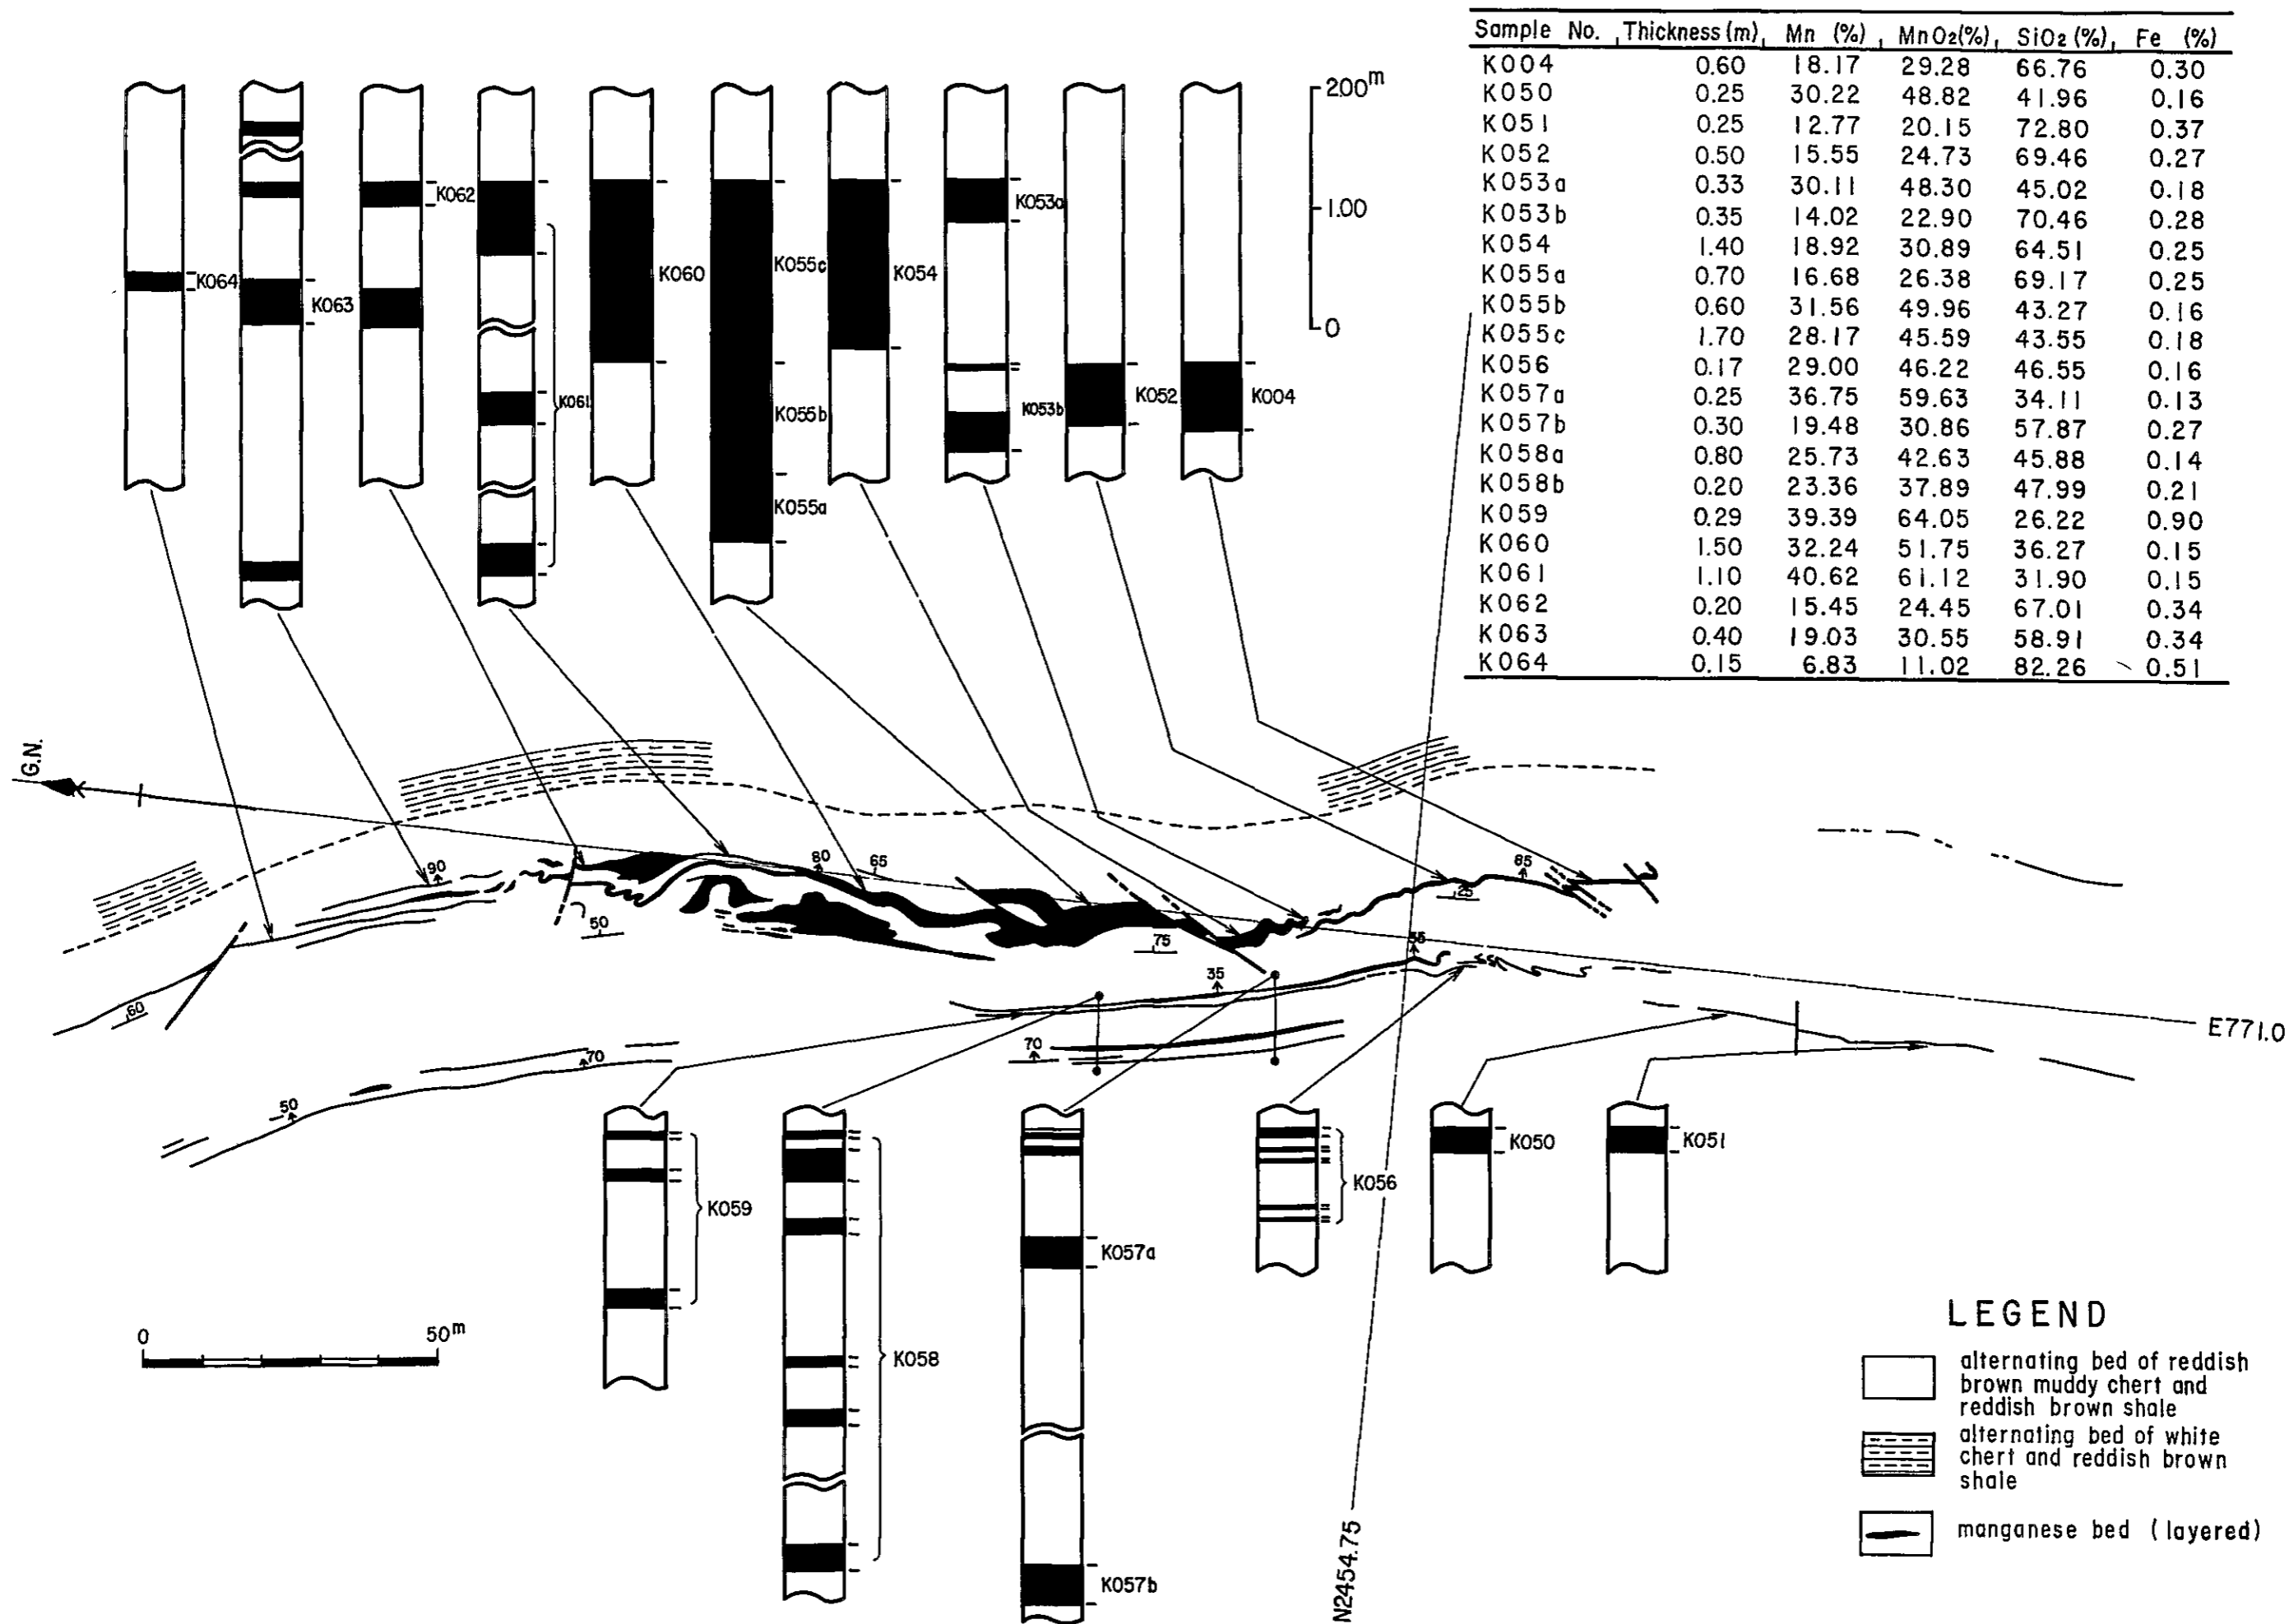 Sample No. Thickness (m) Mn (%) MnO2 (%) SiO2 (%) Fe (%)
K004 0.60 18.17 29.28 66.76 0.30
K050 0.25 30.22 48.82 41.96 0.16
K051 0.25 12.77 20.15 72.80 0.37
K052 0.50 15.55 24.73 69.46 0.27
K053a 0.33 30.11 48.30 45.02 0.18
K053b 0.35 14.02 22.90 70.46 0.28
K054 1.40 18.92 30.89 64.51 0.25
K055a 0.70 16.68 26.38 69.17 0.25
K055b 0.60 31.56 49.96 43.27 0.16
K055c 1.70 28.17 45.59 43.55 0.18
K056 0.17 29.00 46.22 46.55 0.16
K057a 0.25 36.75 59.63 34.11 0.13
K057b 0.30 19.48 30.86 57.87 0.27
K058a 0.80 25.73 42.63 45.88 0.14
K058b 0.20 23.36 37.89 47.99 0.21
K059 0.29 39.39 64.05 26.22 0.90
K060 1.50 32.24 51.75 36.27 0.15
K061 1.10 40.62 61.12 31.90 0.15
K062 0.20 15.45 24.45 67.01 0.34
K063 0.40 19.03 30.55 58.91 0.34
K064 0.15 6.83 11.02 82.26 0.51
2.00m
1.00
0
K064
K063
K062
K061
K060
K055c
K055b
K055a
K054
K053a
K053b
K052
K004
G.N.
90
80
65
85
25
50
75
35
35
60
70
70
50
E771.0
N2454.75
K059
K058
K057a
K057b
K056
K050
K051
0 50m
LEGEND
alternating bed of reddish
brown muddy chert and
reddish brown shale
alternating bed of white
chert and reddish brown
shale
manganese bed (layered)